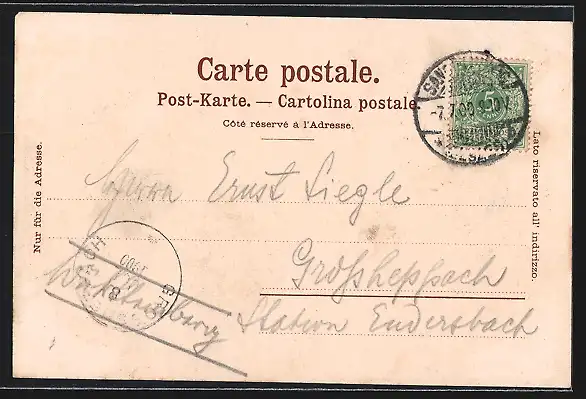 Carte postale.
Post-Karte. — Cartolina postale.
Côté réservé à l'Adresse.
Nur für die Adresse.
Lato riservato all' indirizzo.
Herrn Ernst Siegle
Großheppach
Station Endersbach
Württemberg